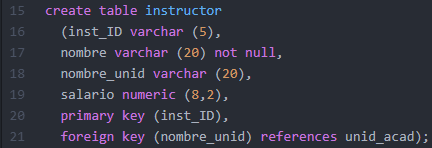 15 create table instructor
16 (inst_ID varchar (5),
17 nombre varchar (20) not null,
18 nombre_unid varchar (20),
19 salario numeric (8,2),
20 primary key (inst_ID),
21 foreign key (nombre_unid) references unid_acad);